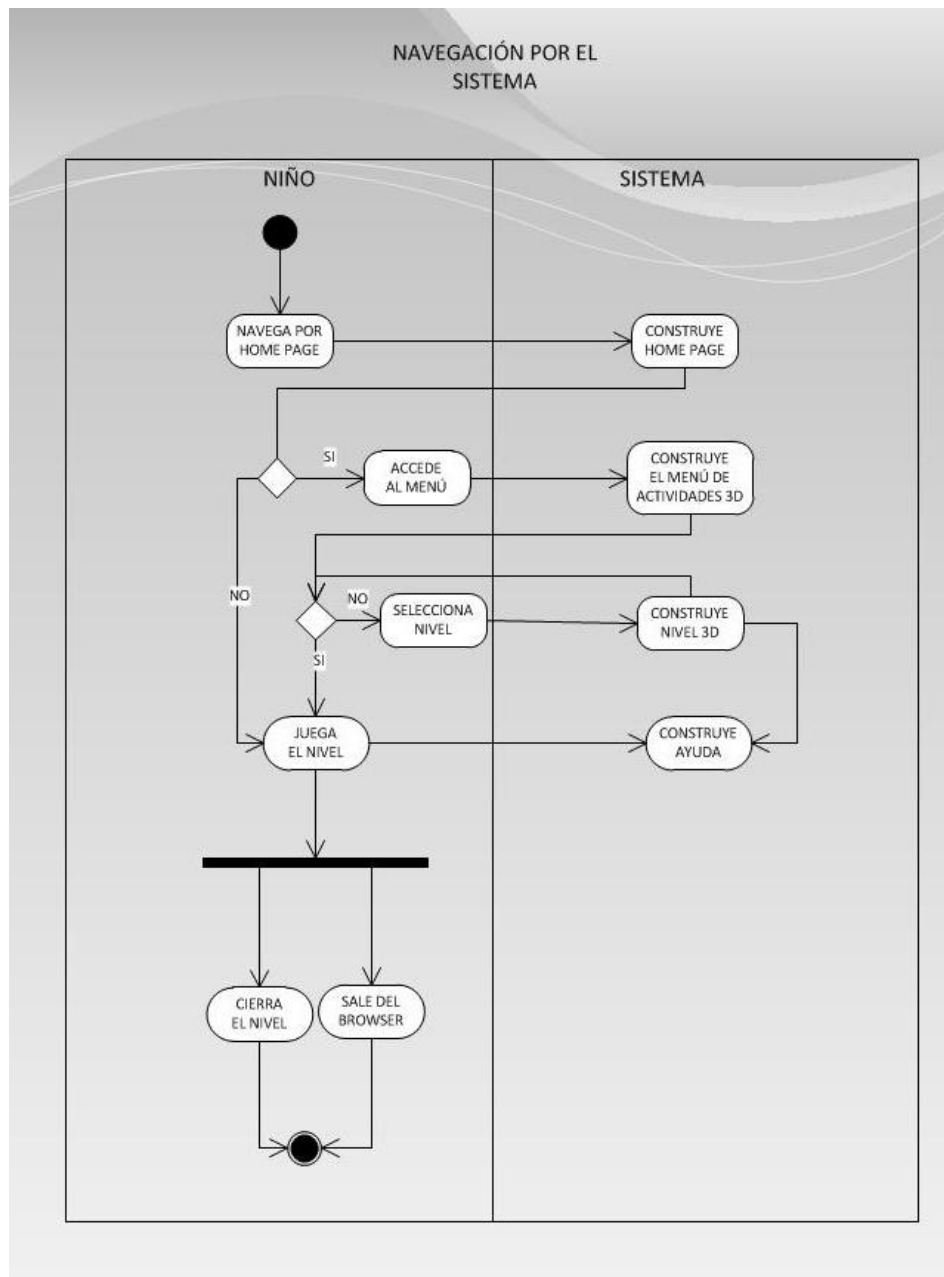 NAVEGACIÓN POR EL
SISTEMA
NIÑO
SISTEMA
NAVEGA POR
HOME PAGE
CONSTRUYE
HOME PAGE
SI
ACCEDE
AL MENÚ
CONSTRUYE
EL MENÚ DE
ACTIVIDADES 3D
NO
NO
SELECCIONA
NIVEL
CONSTRUYE
NIVEL 3D
SI
JUEGA
EL NIVEL
CONSTRUYE
AYUDA
CIERRA
EL NIVEL
SALE DEL
BROWSER